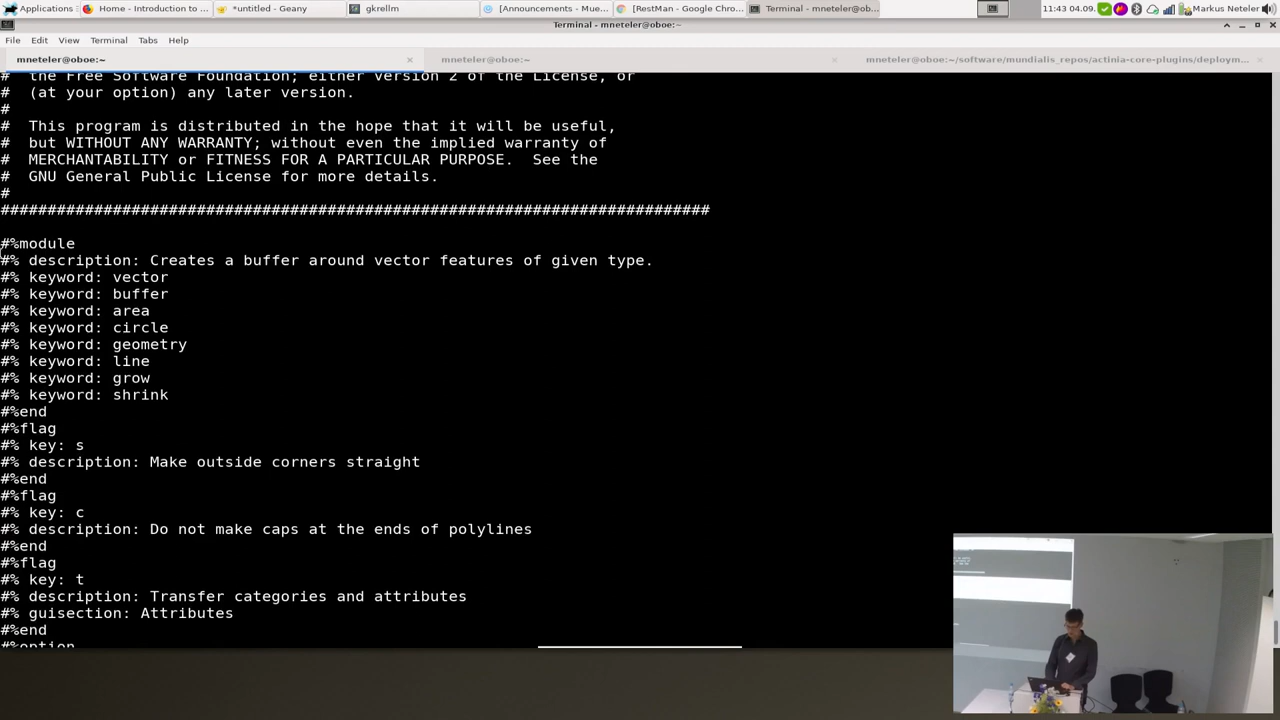 Applications
Home - Introduction to ...
*untitled - Geany
gkrellm
[Announcements - Mue...
[RestMan - Google Chro...
Terminal - mneteler@ob...
11:43 04.09.
Markus Neteler
Terminal - mneteler@oboe:~
File Edit View Terminal Tabs Help
mneteler@oboe:~
mneteler@oboe:~
mneteler@oboe:~/software/mundialis_repos/actinia-core-plugins/deploym...
#  the Free Software Foundation; either version 2 of the License, or
#  (at your option) any later version.
#
#  This program is distributed in the hope that it will be useful,
#  but WITHOUT ANY WARRANTY; without even the implied warranty of
#  MERCHANTABILITY or FITNESS FOR A PARTICULAR PURPOSE.  See the
#  GNU General Public License for more details.
#
############################################################################
#%module
#% description: Creates a buffer around vector features of given type.
#% keyword: vector
#% keyword: buffer
#% keyword: area
#% keyword: circle
#% keyword: geometry
#% keyword: line
#% keyword: grow
#% keyword: shrink
#%end
#%flag
#% key: s
#% description: Make outside corners straight
#%end
#%flag
#% key: c
#% description: Do not make caps at the ends of polylines
#%end
#%flag
#% key: t
#% description: Transfer categories and attributes
#% guisection: Attributes
#%end
#%option